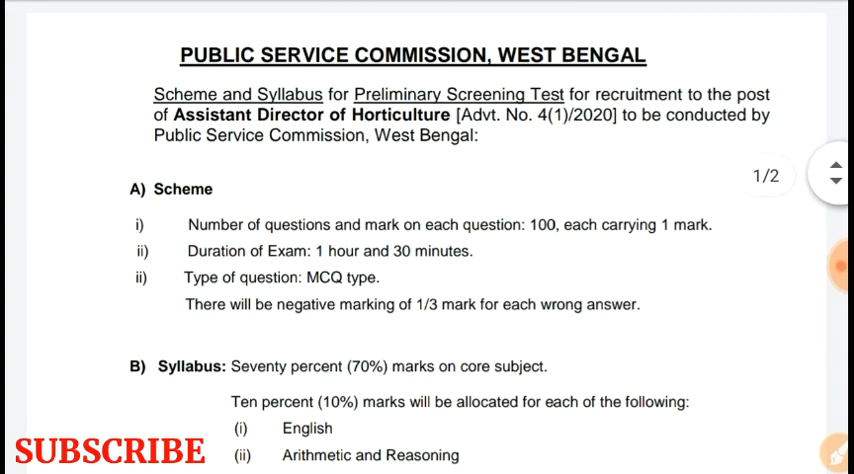 PUBLIC SERVICE COMMISSION, WEST BENGAL
Scheme and Syllabus for Preliminary Screening Test for recruitment to the post
of Assistant Director of Horticulture [Advt. No. 4(1)/2020] to be conducted by
Public Service Commission, West Bengal:
1/2
A) Scheme
i) Number of questions and mark on each question: 100, each carrying 1 mark.
ii) Duration of Exam: 1 hour and 30 minutes.
ii) Type of question: MCQ type.
There will be negative marking of 1/3 mark for each wrong answer.
B) Syllabus: Seventy percent (70%) marks on core subject.
Ten percent (10%) marks will be allocated for each of the following:
(i) English
(ii) Arithmetic and Reasoning
SUBSCRIBE